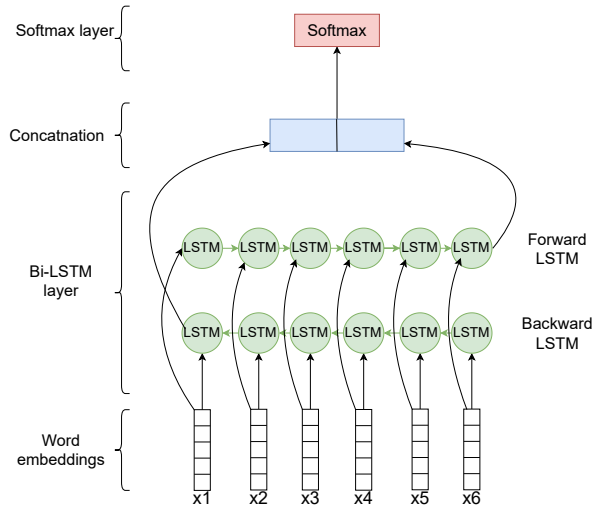 Softmax layer
Softmax
Concatnation
Bi-LSTM
layer
LSTM LSTM LSTM LSTM LSTM LSTM
Forward
LSTM
LSTM LSTM LSTM LSTM LSTM LSTM
Backward
LSTM
Word
embeddings
x1 x2 x3 x4 x5 x6